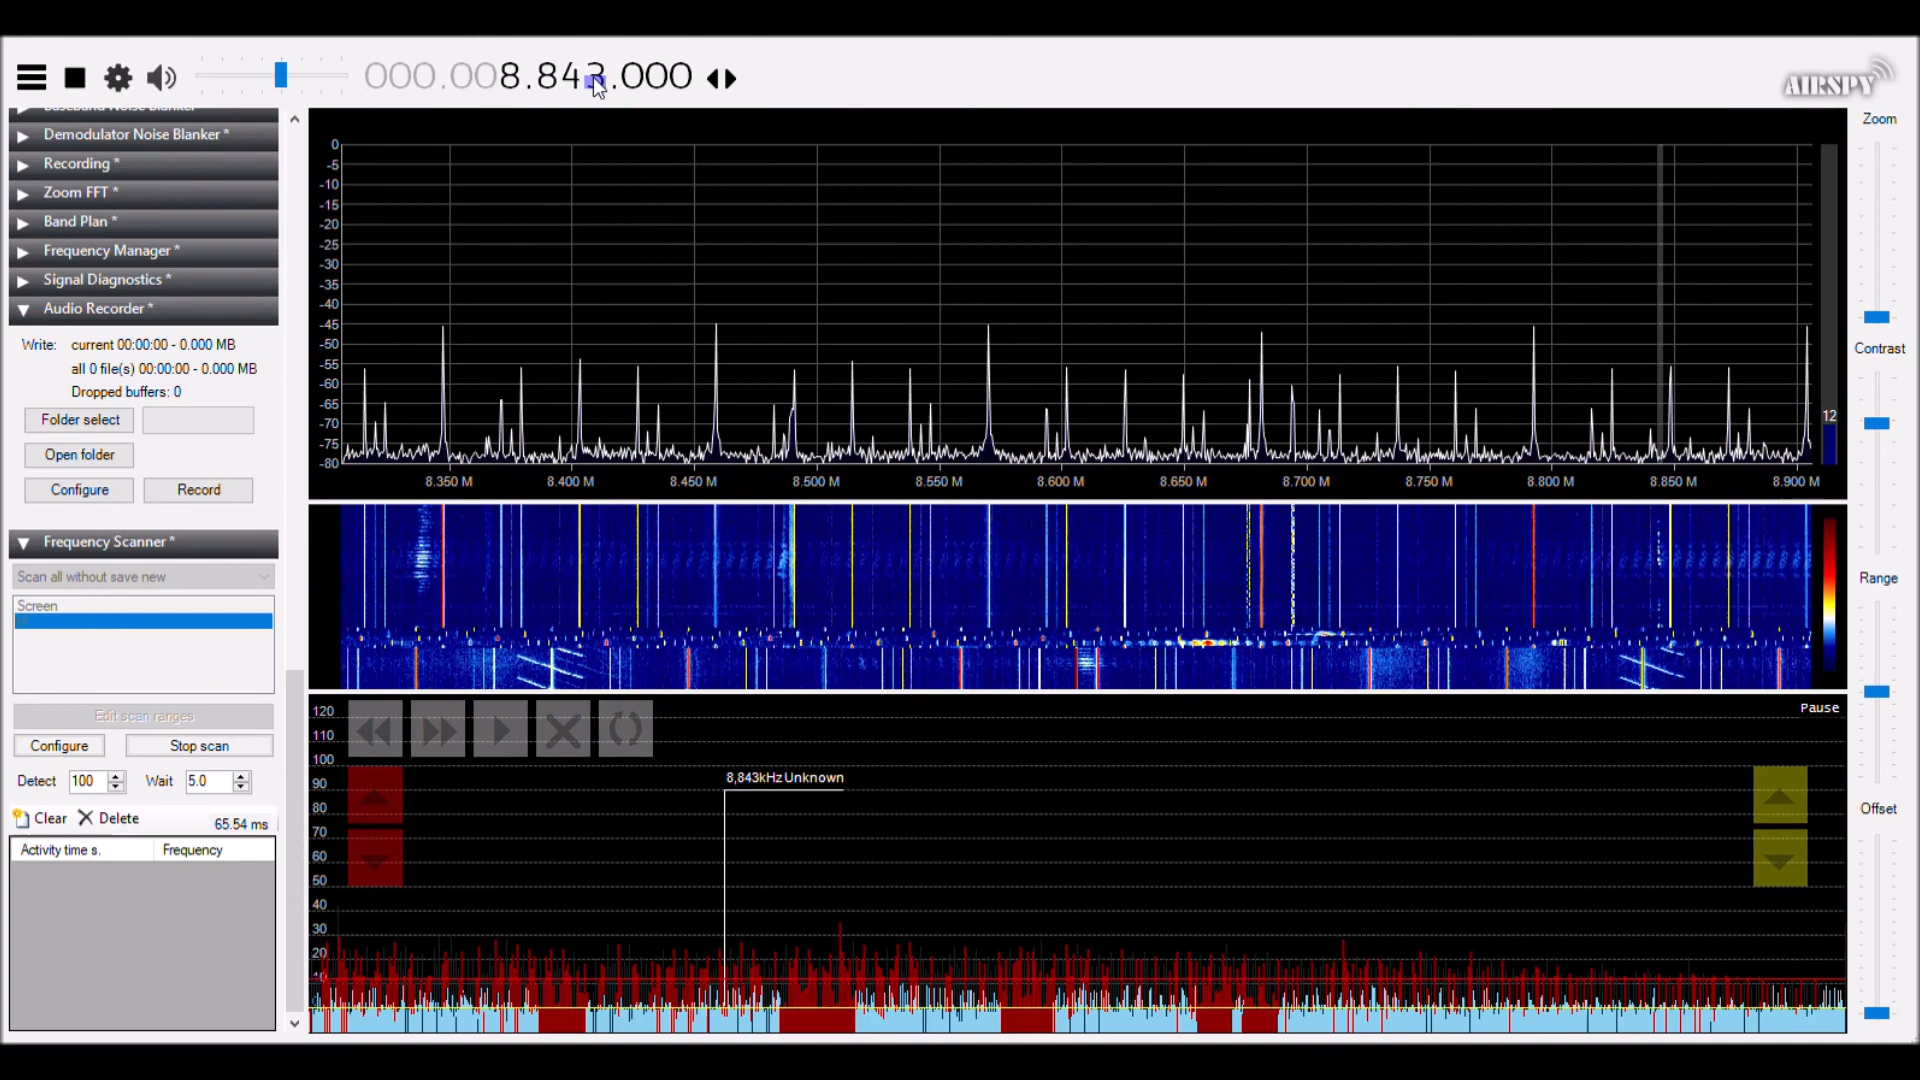 000.008.843.000
AIRSPY
Baseband Noise Blanker *
Demodulator Noise Blanker *
Recording *
Zoom FFT *
Band Plan *
Frequency Manager *
Signal Diagnostics *
Audio Recorder *
Write: current 00:00:00 - 0.000 MB
all 0 file(s) 00:00:00 - 0.000 MB
Dropped buffers: 0
Folder select
Open folder
Configure Record
Frequency Scanner *
Scan all without save new
Screen
Edit scan ranges
Configure Stop scan
Detect 100 Wait 5.0
Clear Delete 65.54 ms
Activity time s. Frequency
0
-5
-10
-15
-20
-25
-30
-35
-40
-45
-50
-55
-60
-65
-70
-75
-80
8.350 M 8.400 M 8.450 M 8.500 M 8.550 M 8.600 M 8.650 M 8.700 M 8.750 M 8.800 M 8.850 M 8.900 M
12
120
110
100
90
80
70
60
50
40
30
20
10
0
Pause
8,843kHz Unknown
Zoom
Contrast
Range
Offset